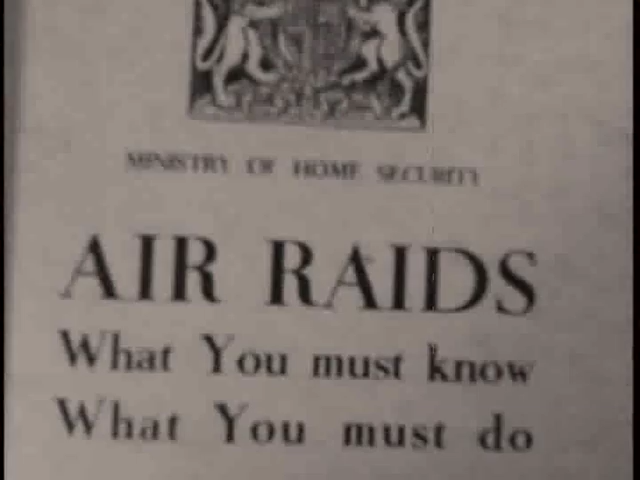 MINISTRY OF HOME SECURITY
AIR RAIDS
What You must know
What You must do